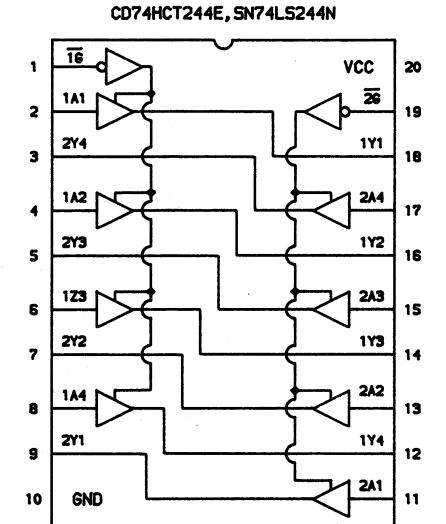 CD74HCT244E, SN74LS244N
1 1G VCC 20
2 1A1 2G 19
3 2Y4 1Y1 18
4 1A2 2A4 17
5 2Y3 1Y2 16
6 1Z3 2A3 15
7 2Y2 1Y3 14
8 1A4 2A2 13
9 2Y1 1Y4 12
10 GND 2A1 11